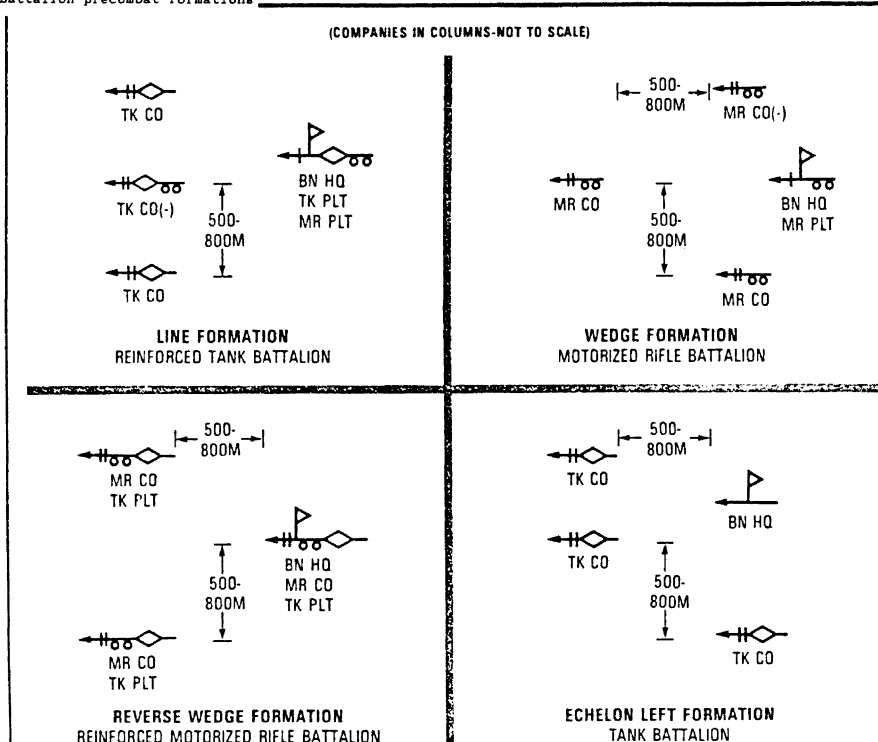 Battalion precombat formations
(COMPANIES IN COLUMNS-NOT TO SCALE)
TK CO
TK CO(-)
TK CO
BN HQ
TK PLT
MR PLT
500-
800M
LINE FORMATION
REINFORCED TANK BATTALION
500-
800M
MR CO(-)
MR CO
500-
800M
BN HQ
MR PLT
MR CO
WEDGE FORMATION
MOTORIZED RIFLE BATTALION
500-
800M
MR CO
TK PLT
BN HQ
MR CO
TK PLT
500-
800M
MR CO
TK PLT
REVERSE WEDGE FORMATION
REINFORCED MOTORIZED RIFLE BATTALION
500-
800M
TK CO
BN HQ
TK CO
500-
800M
TK CO
ECHELON LEFT FORMATION
TANK BATTALION